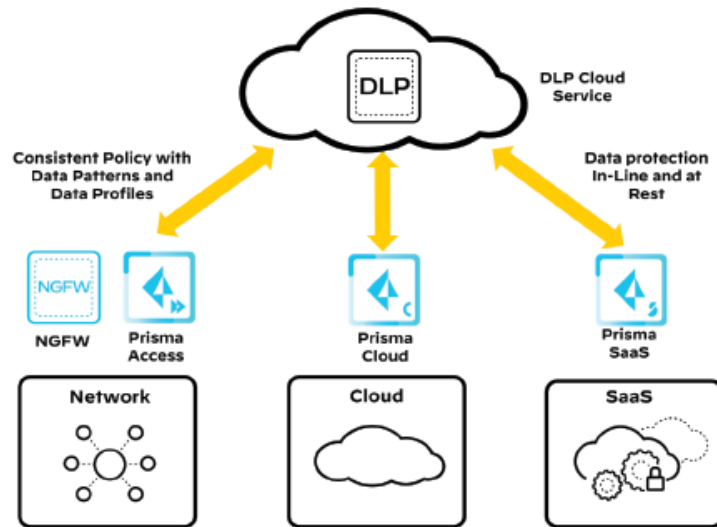 DLP
DLP Cloud
Service
Consistent Policy with
Data Patterns and
Data Profiles
Data protection
In-Line and at
Rest
NGFW
NGFW
Prisma
Access
Prisma
Cloud
Prisma
SaaS
Network
Cloud
SaaS